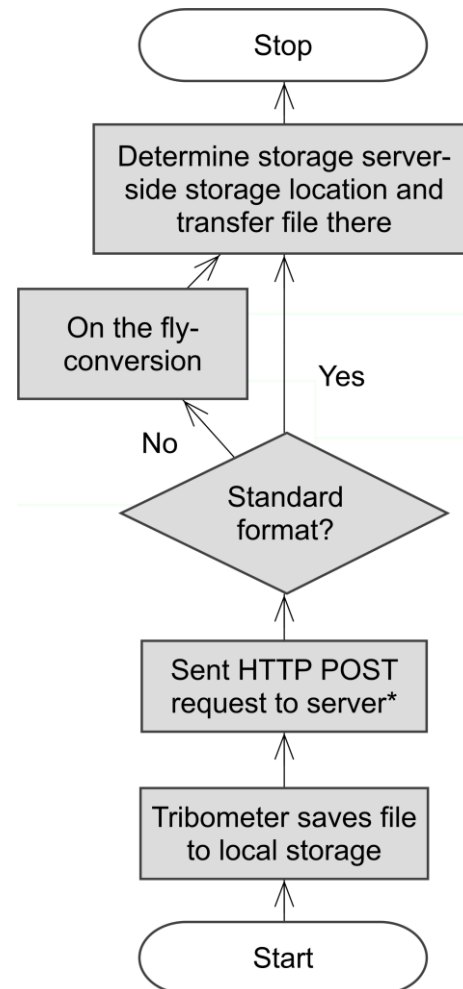 Stop
Determine storage server-
side storage location and
transfer file there
On the fly-
conversion
Yes
No
Standard
format?
Sent HTTP POST
request to server*
Tribometer saves file
to local storage
Start